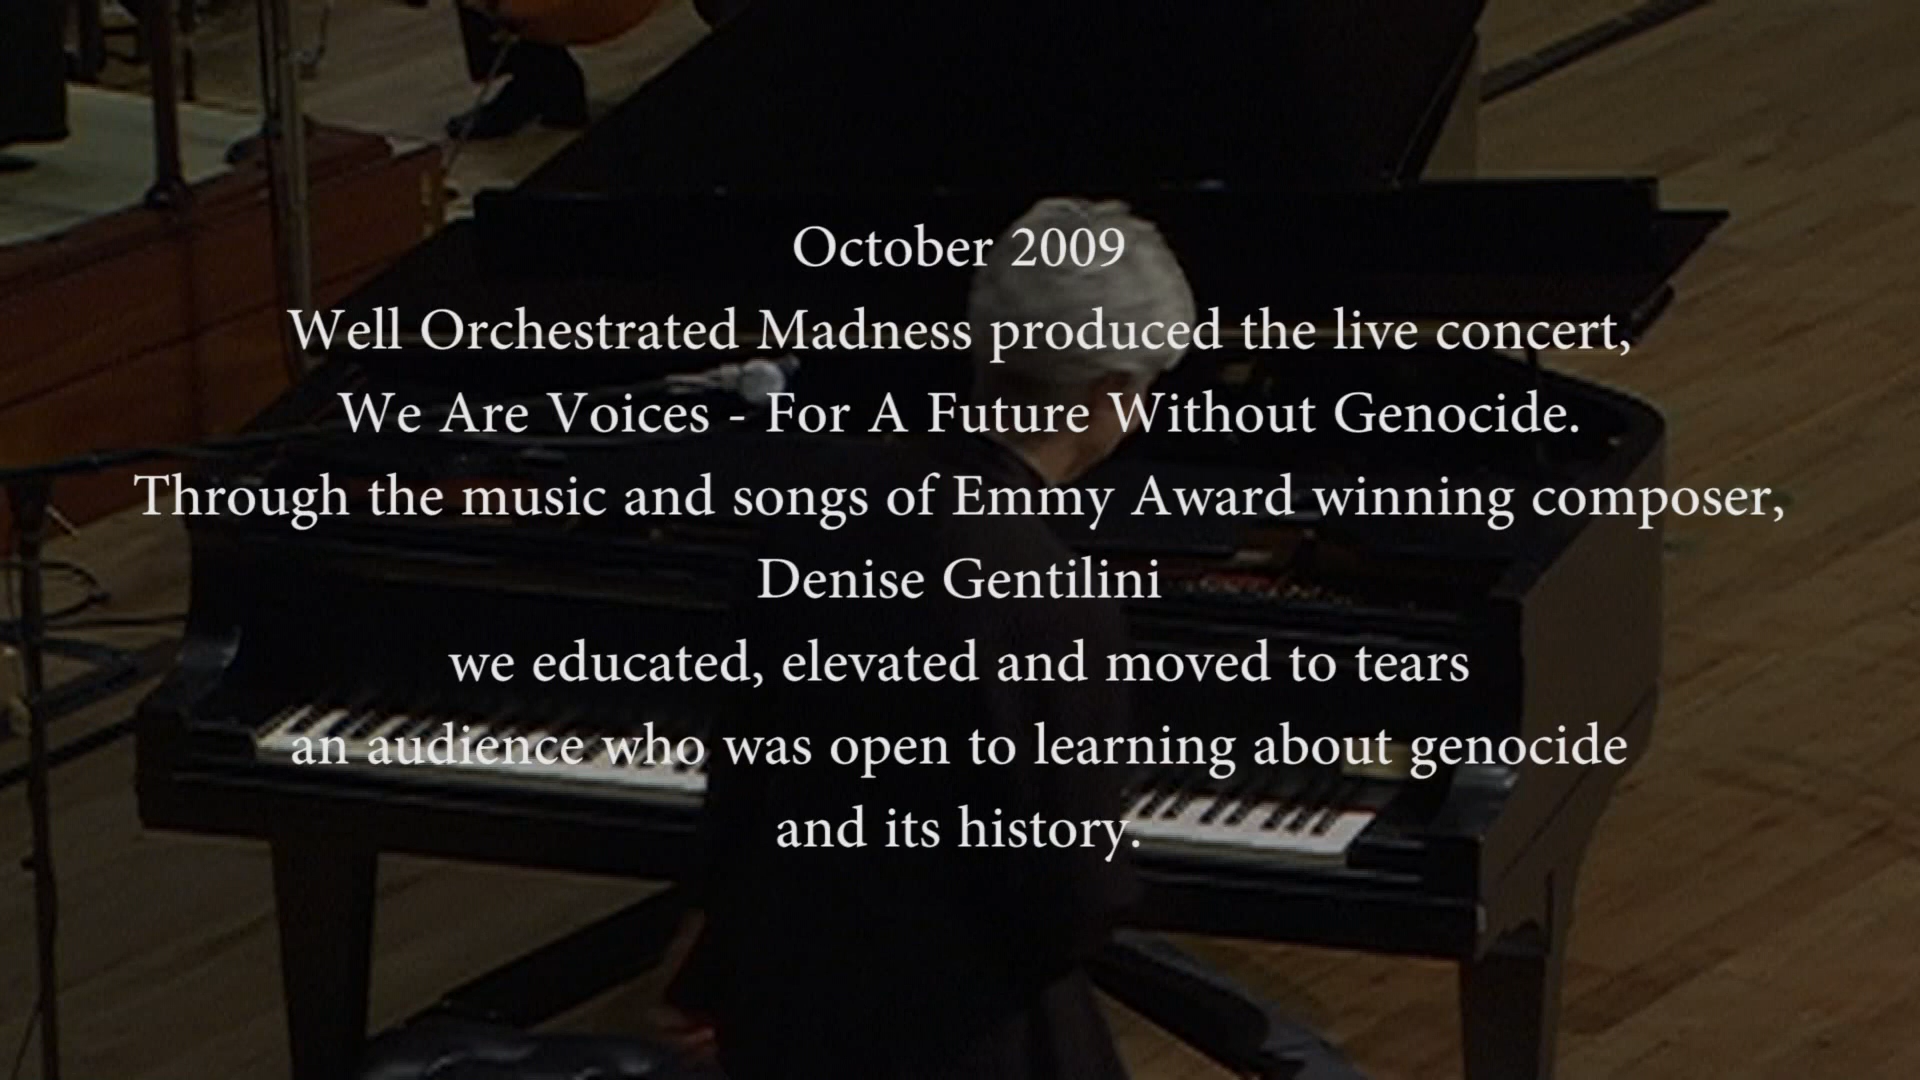 October 2009
Well Orchestrated Madness produced the live concert,
We Are Voices - For A Future Without Genocide.
Through the music and songs of Emmy Award winning composer,
Denise Gentilini
we educated, elevated and moved to tears
an audience who was open to learning about genocide
and its history.